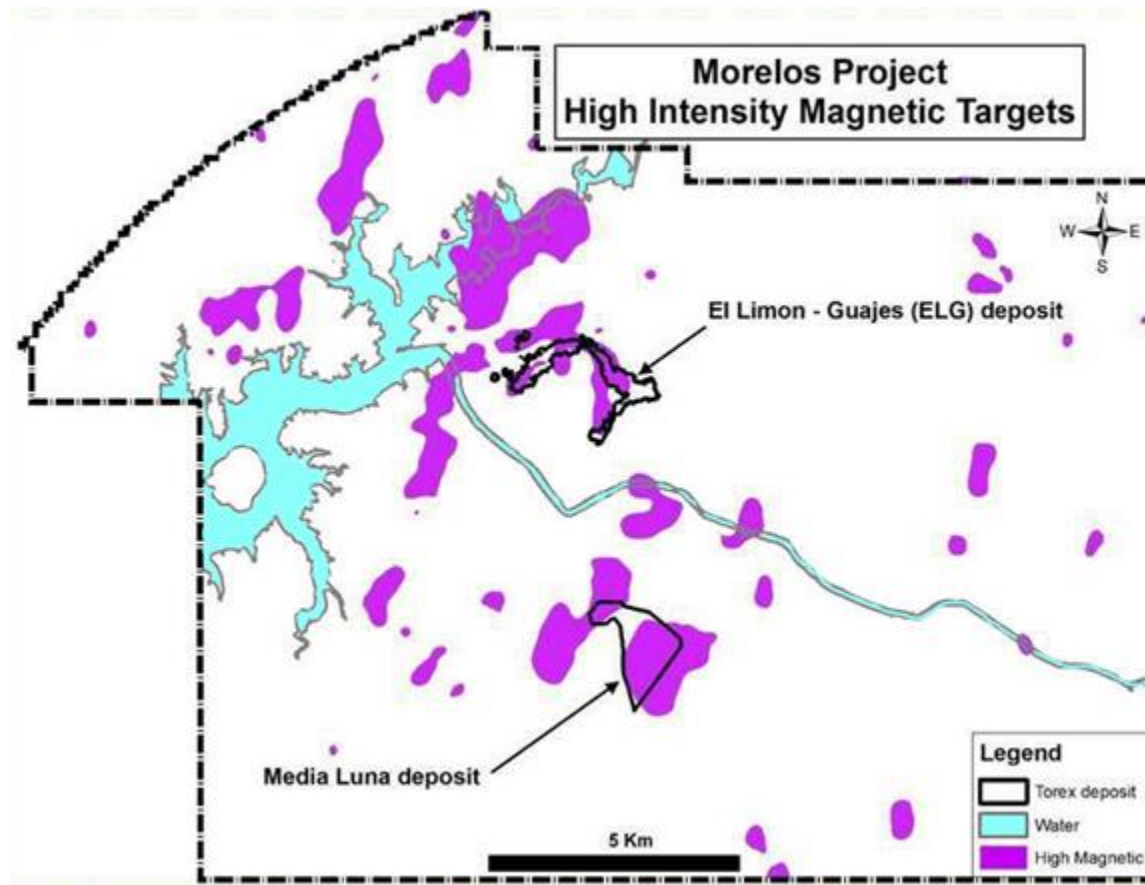 Morelos Project
High Intensity Magnetic Targets
N
W E
S
El Limon - Guajes (ELG) deposit
Media Luna deposit
Legend
Torex deposit
Water
High Magnetic
5 Km